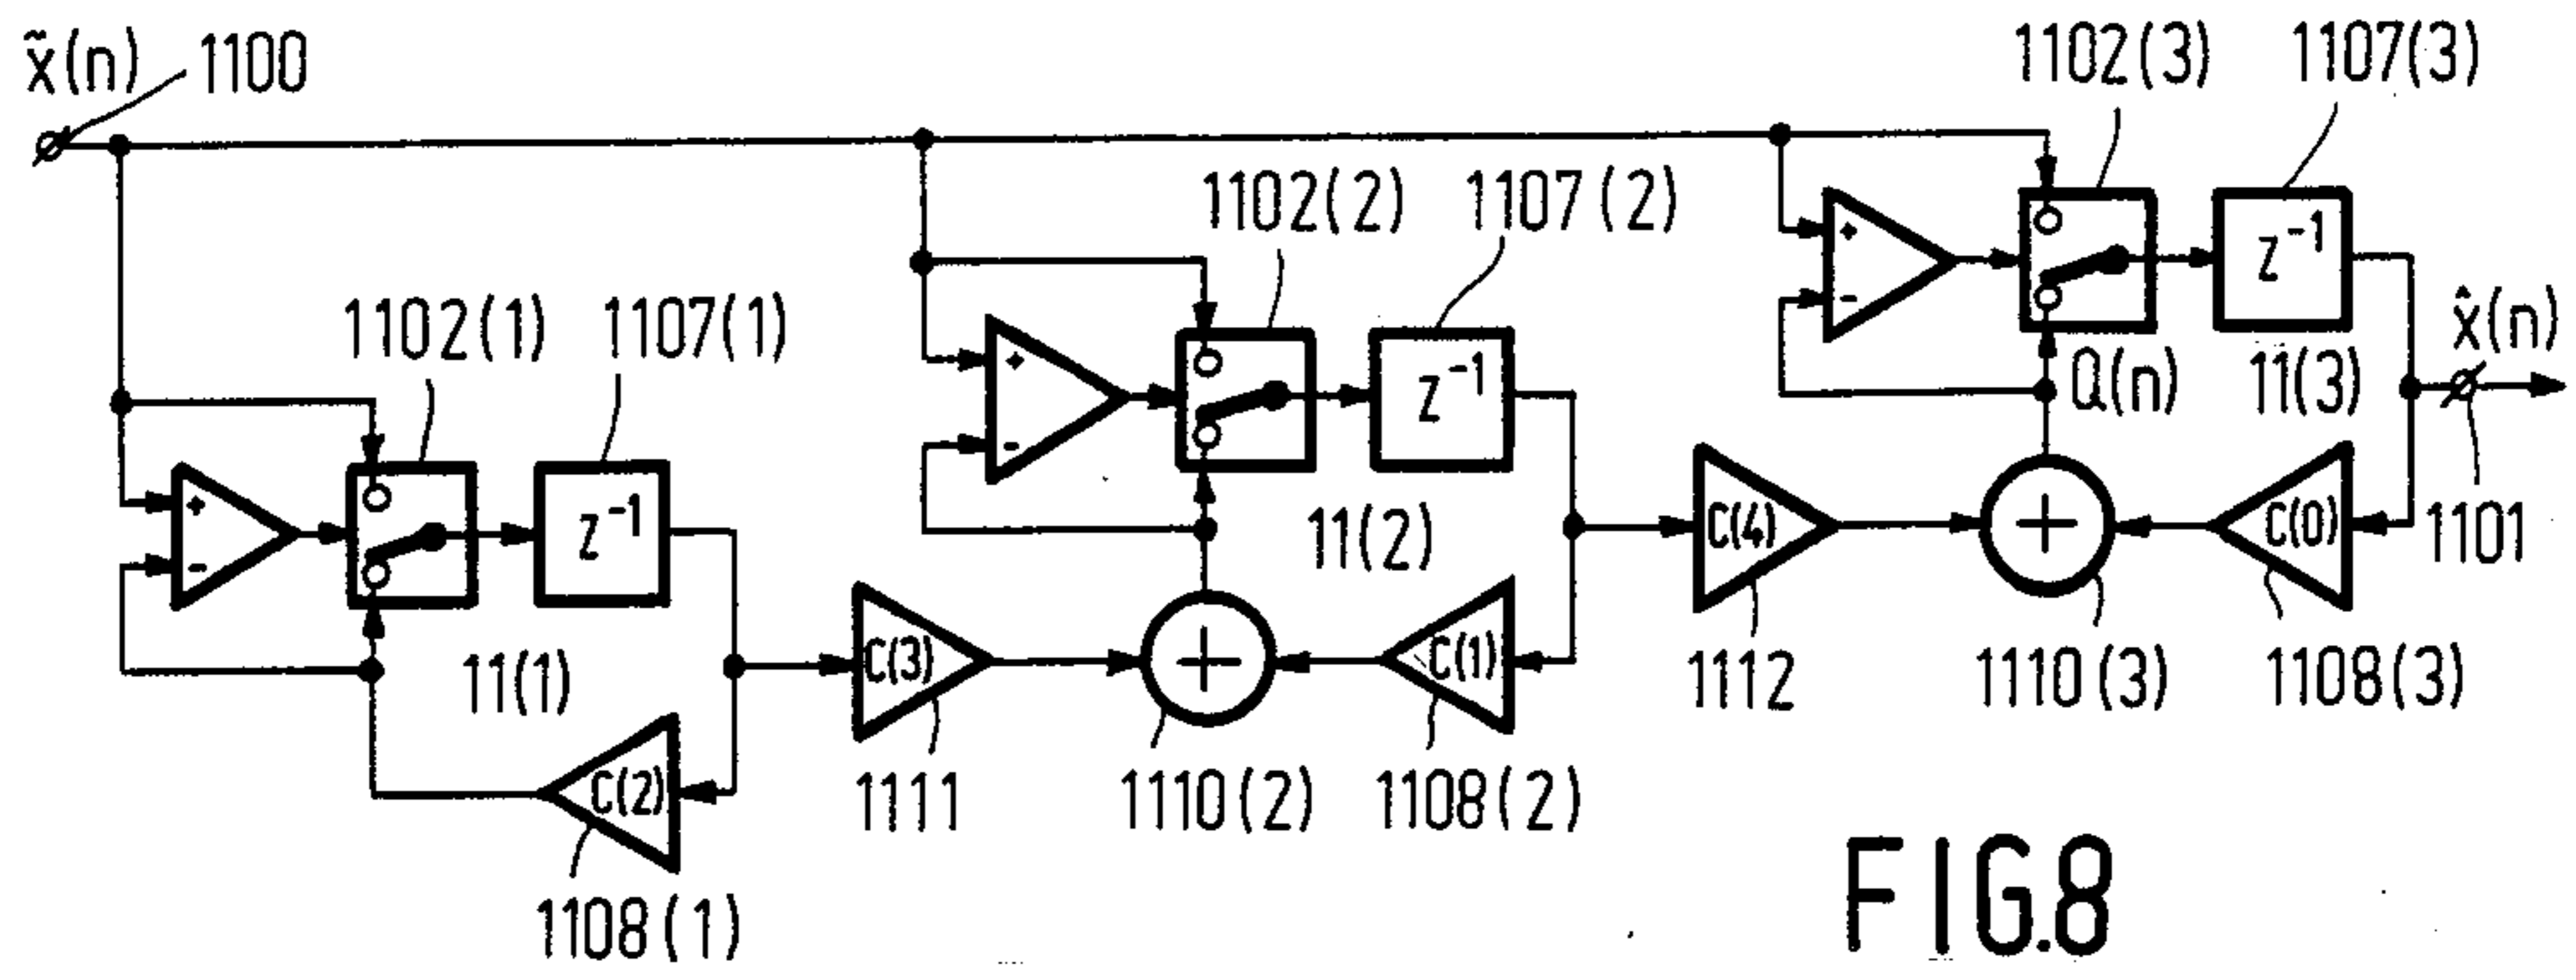 x̃(n) 1100
1102(3) 1107(3)
1102(2) 1107(2)
+
-
z⁻¹
x̂(n)
1102(1) 1107(1)
+
-
z⁻¹
Q(n) 11(3)
+
-
z⁻¹
11(2)
C(4)
+
C(0)
1101
11(1)
C(3)
+
C(1)
1112
1110(3)
1108(3)
C(2)
1111
1110(2)
1108(2)
1108(1)
FIG.8